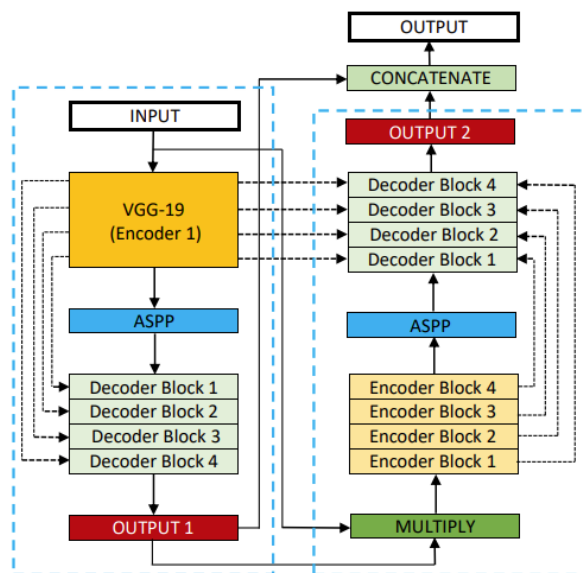 OUTPUT
CONCATENATE
INPUT
OUTPUT 2
VGG-19
(Encoder 1)
Decoder Block 4
Decoder Block 3
Decoder Block 2
Decoder Block 1
ASPP
ASPP
Decoder Block 1
Decoder Block 2
Decoder Block 3
Decoder Block 4
Encoder Block 4
Encoder Block 3
Encoder Block 2
Encoder Block 1
OUTPUT 1
MULTIPLY